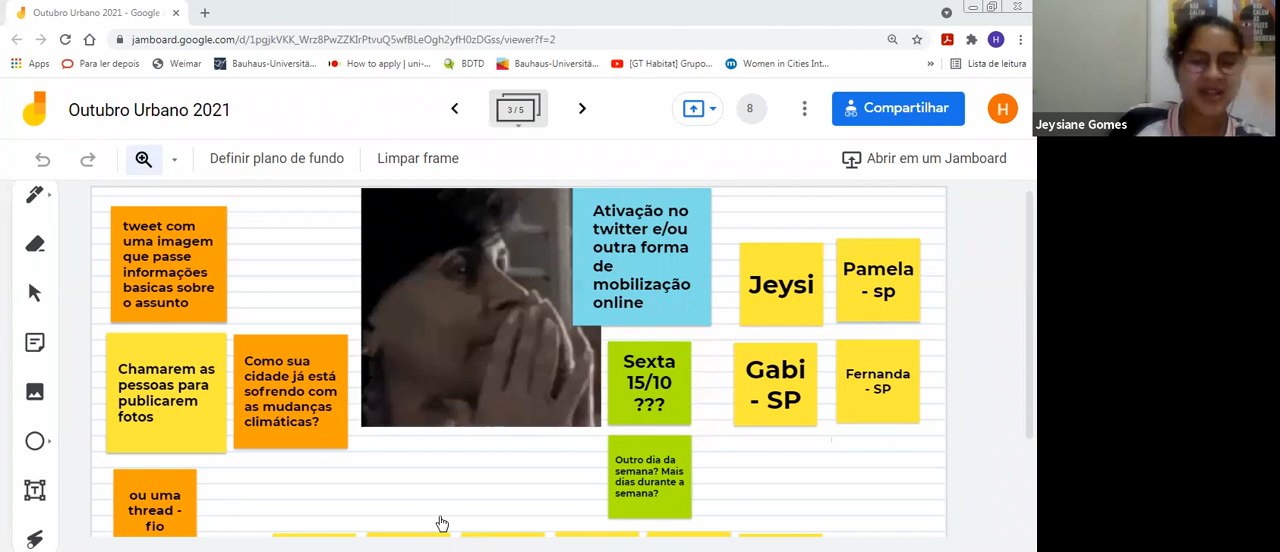 Outubro Urbano 2021 - Google
jamboard.google.com/d/1pgjkVKK_Wrz8PwZZKIrPtvuQ5wfBLeOgh2yfH0zDGss/viewer?f=2
Apps
Para ler depois
Weimar
Bauhaus-Universitä...
How to apply | uni-...
BDTD
Bauhaus-Universitä...
[GT Habitat] Grupo...
Women in Cities Int...
»
Lista de leitura
Outubro Urbano 2021
3 / 5
8
Compartilhar
H
H
Definir plano de fundo
Limpar frame
Abrir em um Jamboard
tweet com
uma imagem
que passe
informações
basicas sobre
o assunto
Ativação no
twitter e/ou
outra forma
de
mobilização
online
Jeysi
Pamela
- sp
Chamarem as
pessoas para
publicarem
fotos
Como sua
cidade já está
sofrendo com
as mudanças
climáticas?
Sexta
15/10
???
Gabi
- SP
Fernanda
- SP
Outro dia da
semana? Mais
dias durante a
semana?
ou uma
thread -
fio
Jeysiane Gomes